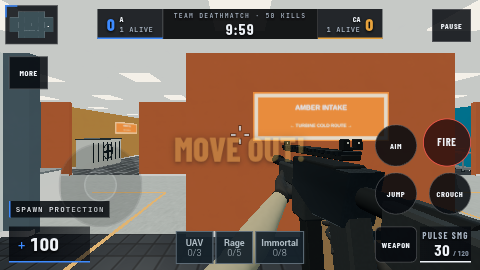 0 A 1 ALIVE
TEAM DEATHMATCH · 50 KILLS
9:59
CA 0 1 ALIVE
PAUSE
MORE
AMBER INTAKE
MOVE OUT!
AIM
FIRE
JUMP
CROUCH
SPAWN PROTECTION
+ 100
UAV 0/3
Rage 0/5
Immortal 0/8
WEAPON
PULSE SMG
30 / 120